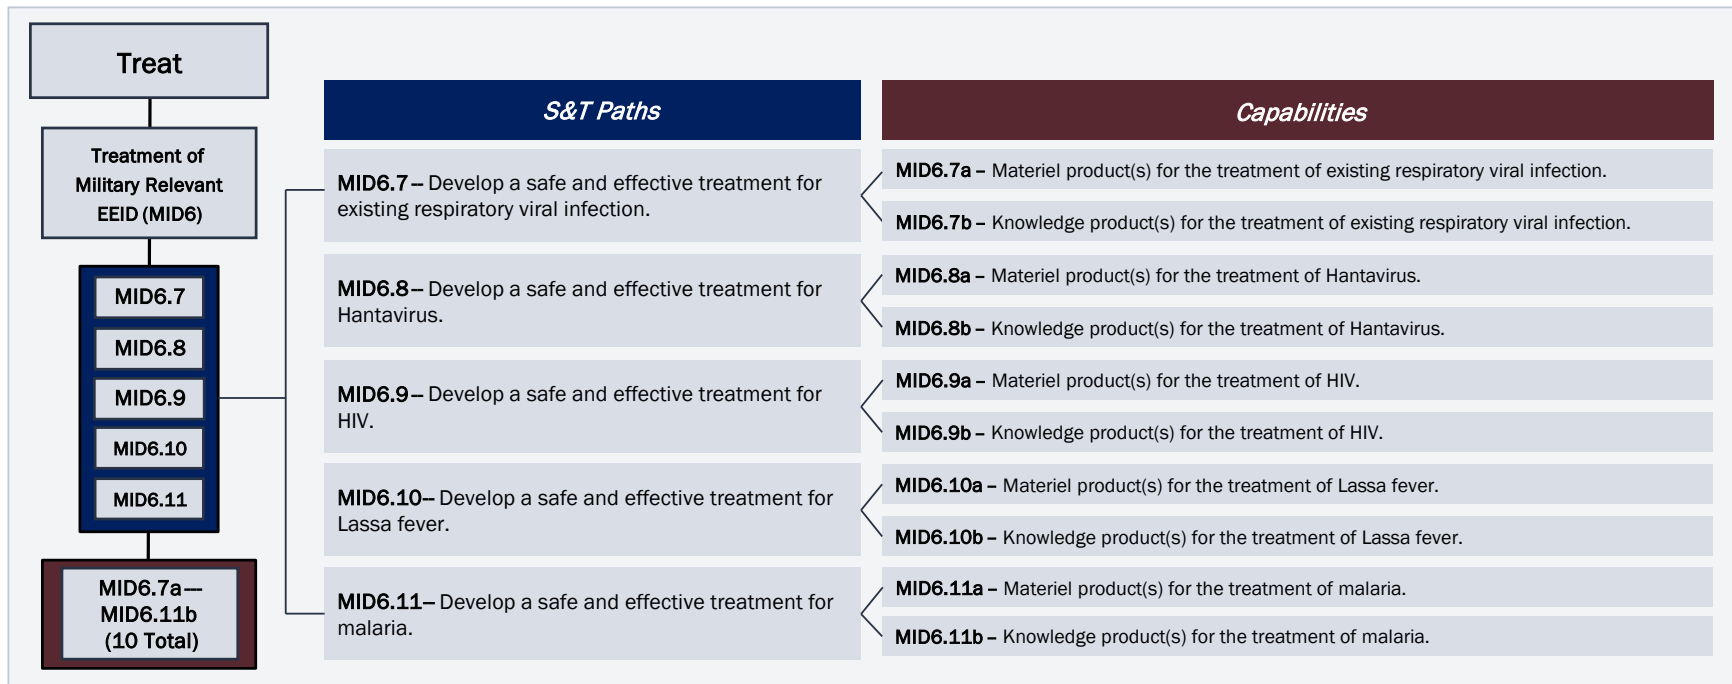 Treat
Treatment of
Military Relevant
EEID (MID6)
MID6.7
MID6.8
MID6.9
MID6.10
MID6.11
MID6.7a—
MID6.11b
(10 Total)
S&T Paths
MID6.7– Develop a safe and effective treatment for
existing respiratory viral infection.
MID6.8– Develop a safe and effective treatment for
Hantavirus.
MID6.9– Develop a safe and effective treatment for
HIV.
MID6.10– Develop a safe and effective treatment for
Lassa fever.
MID6.11– Develop a safe and effective treatment for
malaria.
Capabilities
MID6.7a – Materiel product(s) for the treatment of existing respiratory viral infection.
MID6.7b – Knowledge product(s) for the treatment of existing respiratory viral infection.
MID6.8a – Materiel product(s) for the treatment of Hantavirus.
MID6.8b – Knowledge product(s) for the treatment of Hantavirus.
MID6.9a – Materiel product(s) for the treatment of HIV.
MID6.9b – Knowledge product(s) for the treatment of HIV.
MID6.10a – Materiel product(s) for the treatment of Lassa fever.
MID6.10b – Knowledge product(s) for the treatment of Lassa fever.
MID6.11a – Materiel product(s) for the treatment of malaria.
MID6.11b – Knowledge product(s) for the treatment of malaria.